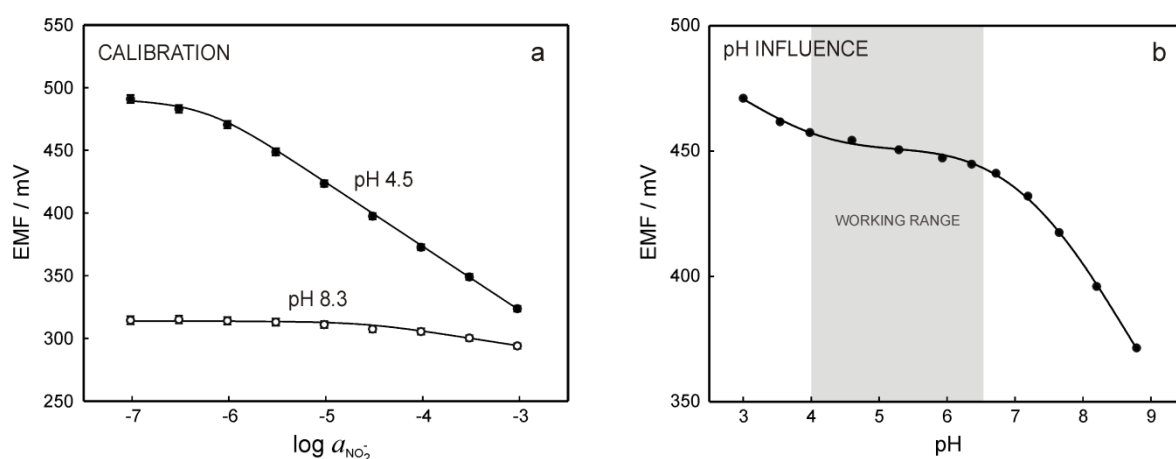 CALIBRATION
a
EMF / mV
550
500
450
400
350
300
250
pH 4.5
pH 8.3
-7
-6
-5
-4
-3
log a NO₂⁻
pH INFLUENCE
b
EMF / mV
500
450
400
350
WORKING RANGE
3
4
5
6
7
8
9
pH